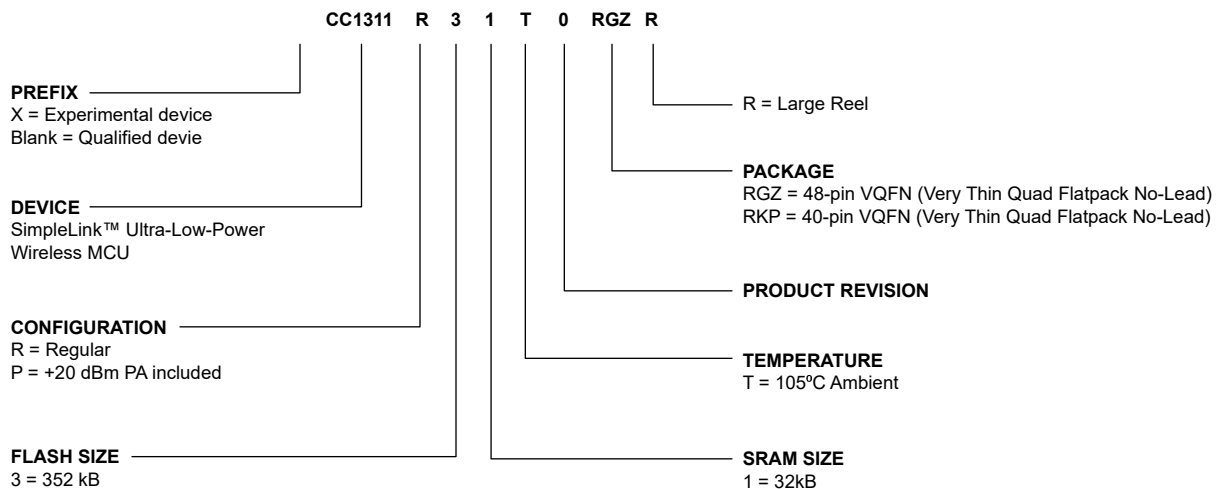 CC1311 R 3 1 T 0 RGZ R
PREFIX
X = Experimental device
Blank = Qualified devie
DEVICE
SimpleLink™ Ultra-Low-Power
Wireless MCU
CONFIGURATION
R = Regular
P = +20 dBm PA included
FLASH SIZE
3 = 352 kB
R = Large Reel
PACKAGE
RGZ = 48-pin VQFN (Very Thin Quad Flatpack No-Lead)
RKP = 40-pin VQFN (Very Thin Quad Flatpack No-Lead)
PRODUCT REVISION
TEMPERATURE
T = 105ºC Ambient
SRAM SIZE
1 = 32kB